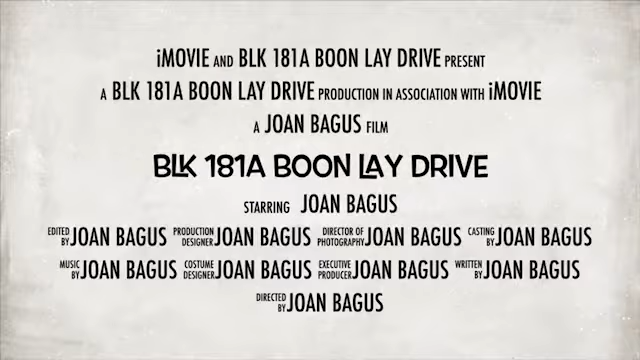 iMOVIE AND BLK 181A BOON LAY DRIVE PRESENT
A BLK 181A BOON LAY DRIVE PRODUCTION IN ASSOCIATION WITH iMOVIE
A JOAN BAGUS FILM
BLK 181A BOON LAY DRIVE
STARRING JOAN BAGUS
EDITED BY JOAN BAGUS PRODUCTION DESIGNER JOAN BAGUS DIRECTOR OF PHOTOGRAPHY JOAN BAGUS CASTING BY JOAN BAGUS
MUSIC BY JOAN BAGUS COSTUME DESIGNER JOAN BAGUS EXECUTIVE PRODUCER JOAN BAGUS WRITTEN BY JOAN BAGUS
DIRECTED BY JOAN BAGUS